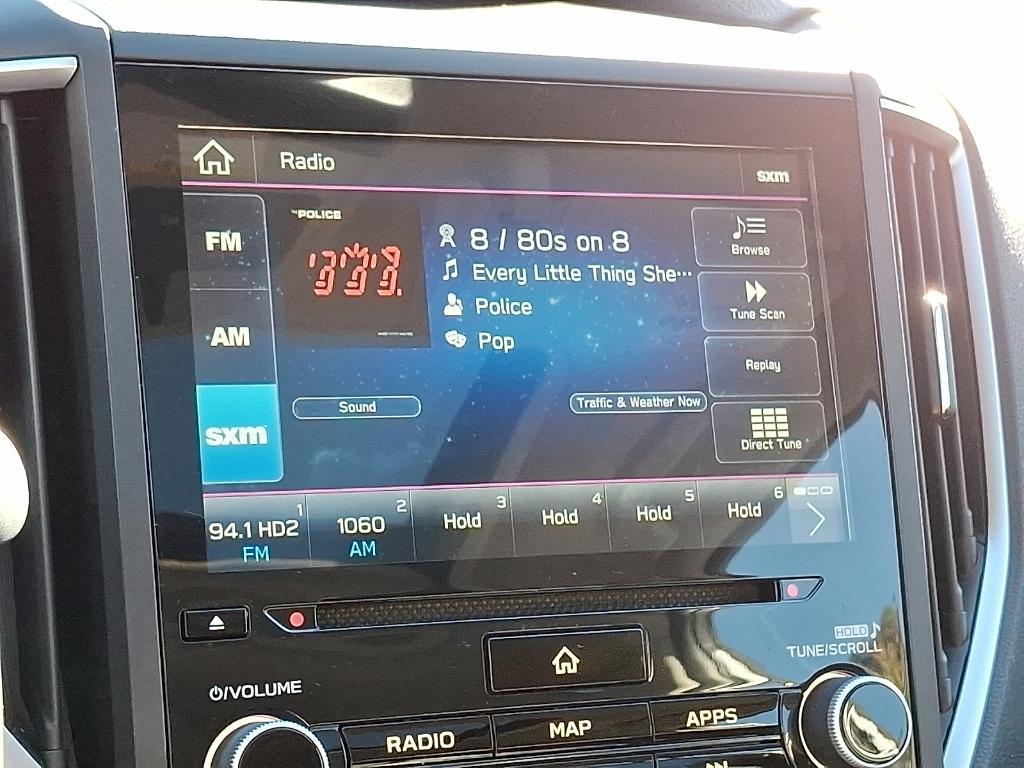 Radio
sxm
FM
AM
sxm
THE POLICE
8 / 80s on 8
Every Little Thing She···
Police
Pop
Browse
Tune Scan
Replay
Direct Tune
Sound
Traffic & Weather Now
1
94.1 HD2
FM
2
1060
AM
3
Hold
4
Hold
5
Hold
6
Hold
HOLD
TUNE/SCROLL
/VOLUME
RADIO
MAP
APPS